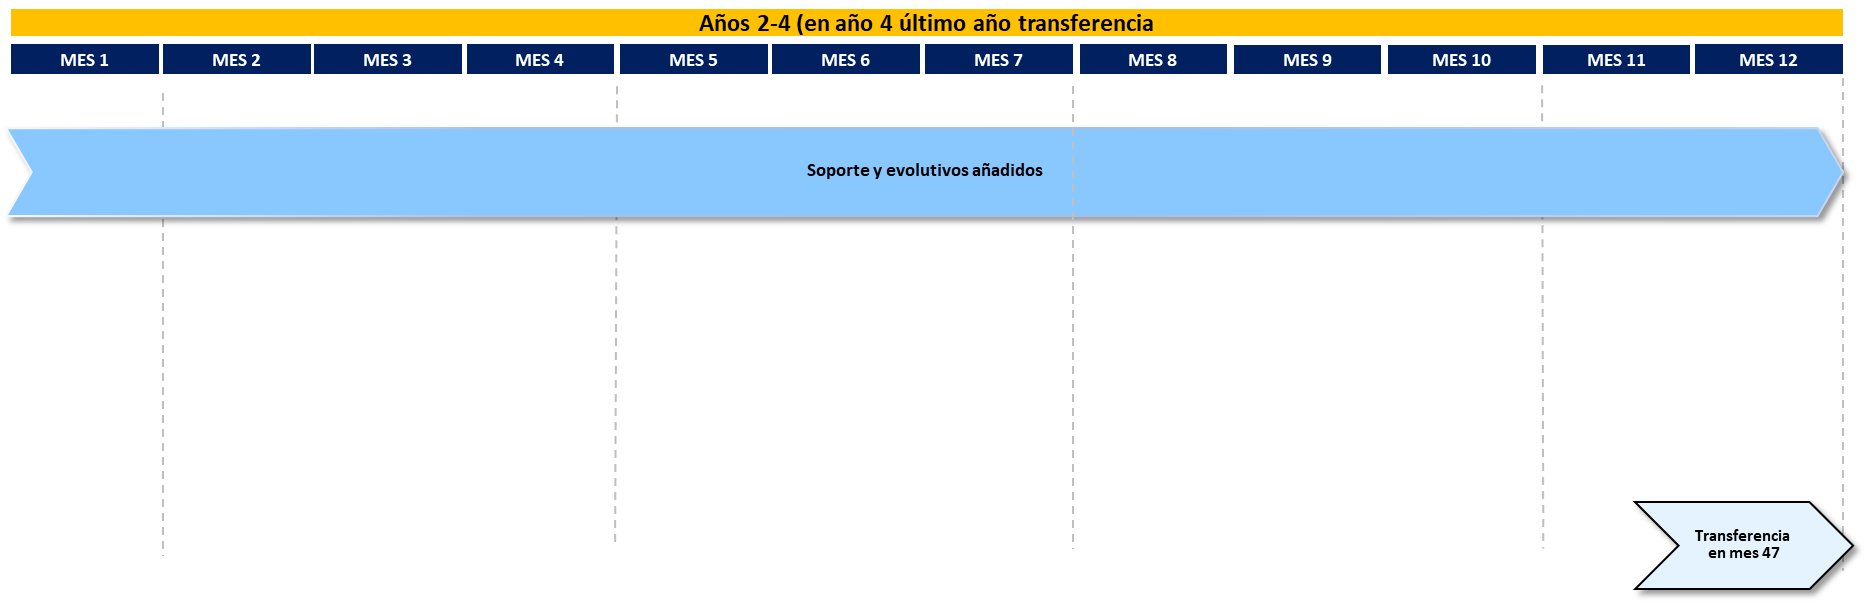 Años 2-4 (en año 4 último año transferencia
MES 1 MES 2 MES 3 MES 4 MES 5 MES 6 MES 7 MES 8 MES 9 MES 10 MES 11 MES 12
Soporte y evolutivos añadidos
Transferencia
en mes 47